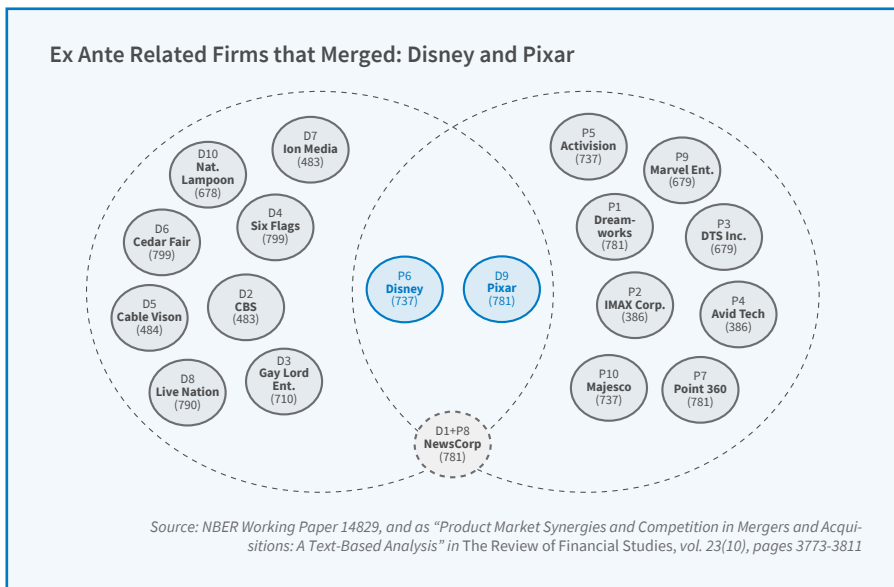 Ex Ante Related Firms that Merged: Disney and Pixar
D7
Ion Media
(483)
D10
Nat.
Lampoon
(678)
D4
Six Flags
(799)
D6
Cedar Fair
(799)
D2
CBS
(483)
D5
Cable Vison
(484)
D3
Gay Lord
Ent.
(710)
D8
Live Nation
(790)
P6
Disney
(737)
D9
Pixar
(781)
D1+P8
NewsCorp
(781)
P5
Activision
(737)
P9
Marvel Ent.
(679)
P1
Dream-
works
(781)
P3
DTS Inc.
(679)
P2
IMAX Corp.
(386)
P4
Avid Tech
(386)
P10
Majesco
(737)
P7
Point 360
(781)
Source: NBER Working Paper 14829, and as “Product Market Synergies and Competition in Mergers and Acqui-
sitions: A Text-Based Analysis” in The Review of Financial Studies, vol. 23(10), pages 3773-3811